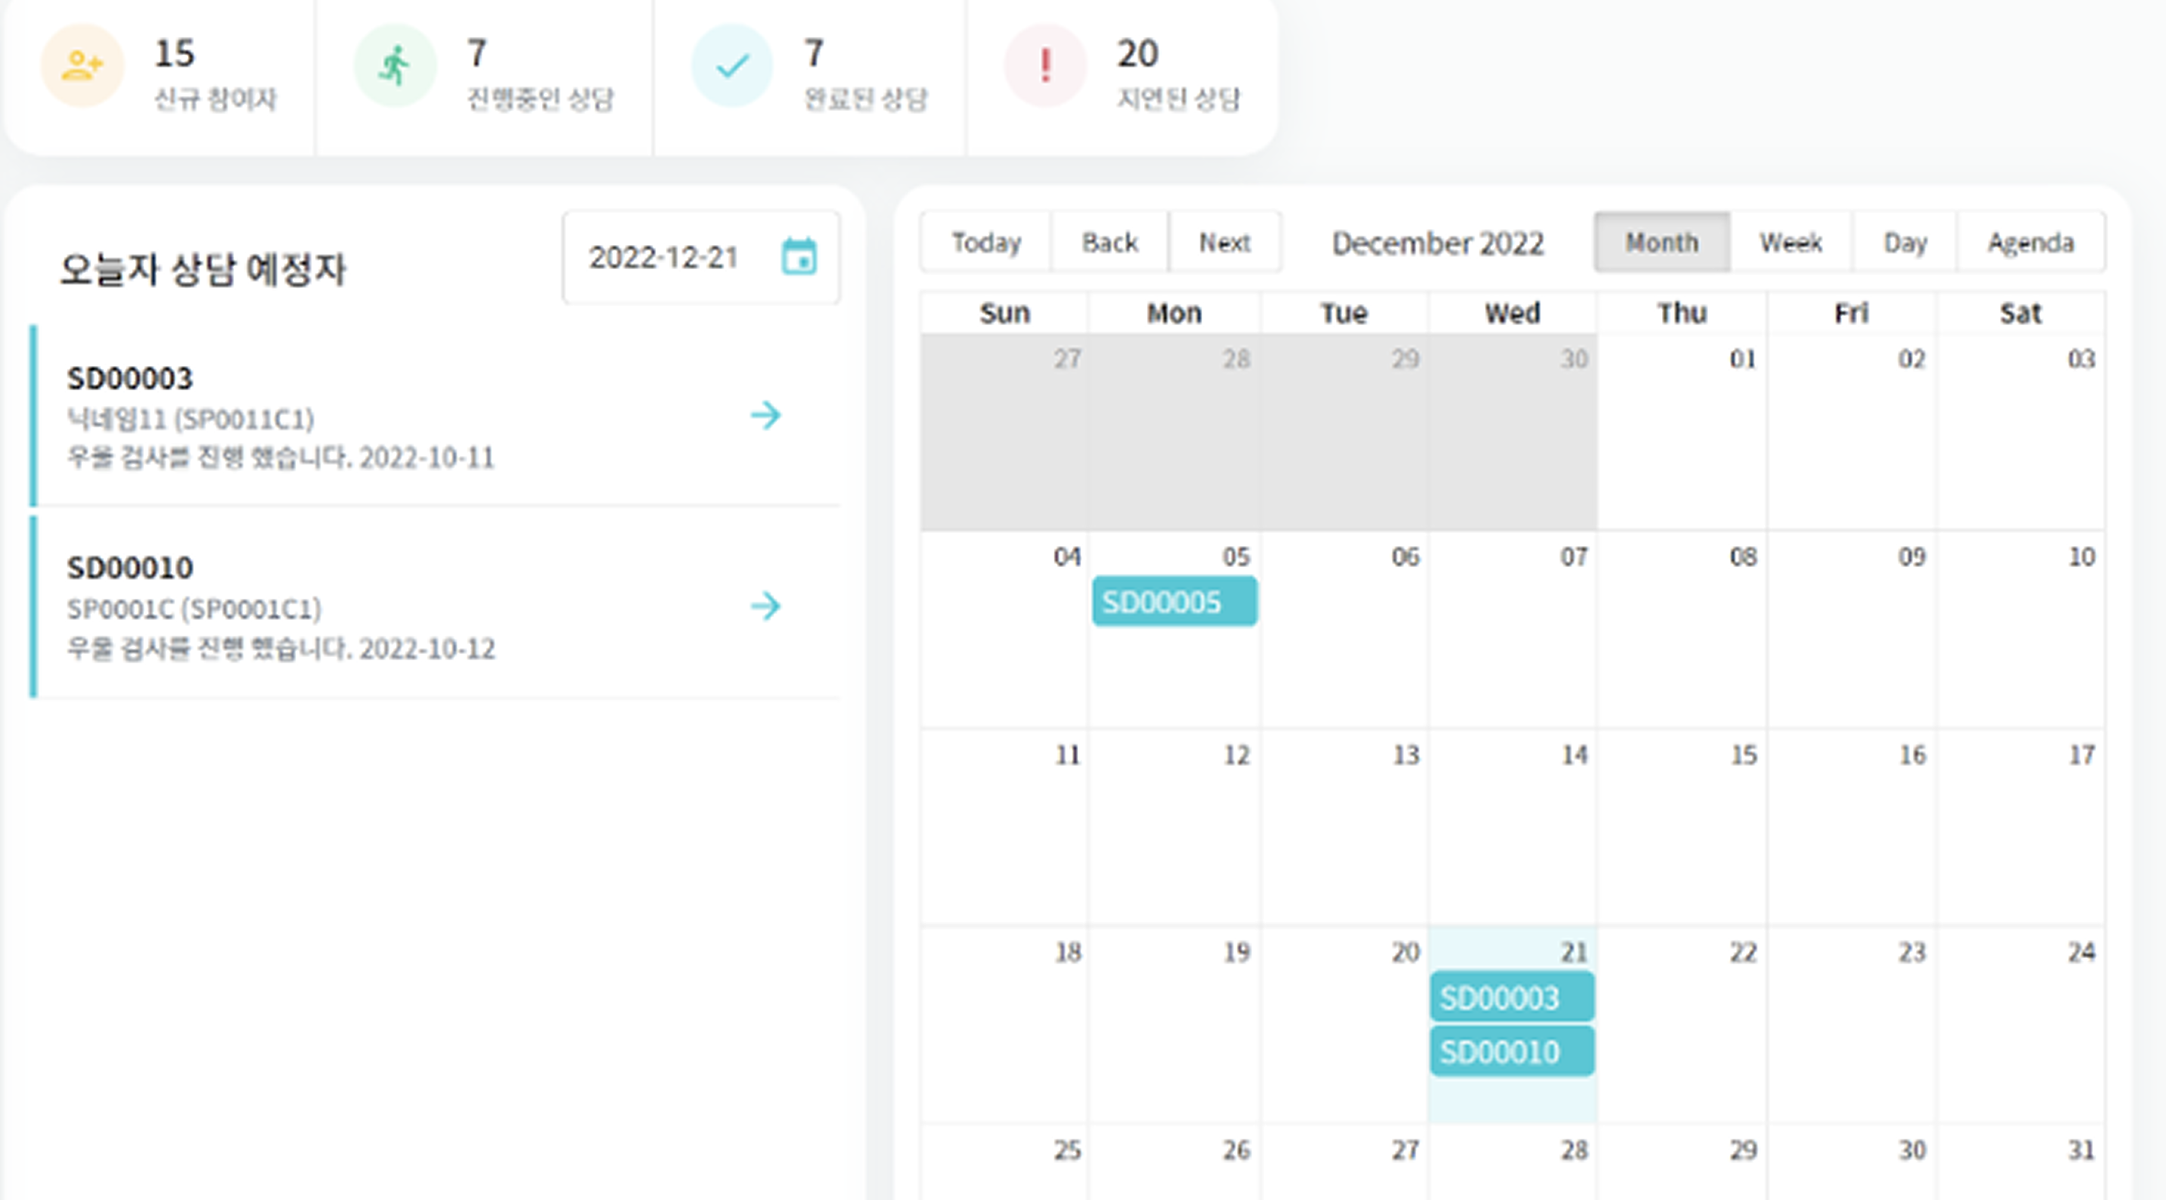 15
신규 참여자
7
진행중인 상담
7
완료된 상담
20
지연된 상담
오늘자 상담 예정자
2022-12-21
SD00003
닉네임11 (SP0011C1)
우울 검사를 진행 했습니다. 2022-10-11
SD00010
SP0001C (SP0001C1)
우울 검사를 진행 했습니다. 2022-10-12
Today Back Next December 2022 Month Week Day Agenda
Sun Mon Tue Wed Thu Fri Sat
27 28 29 30 01 02 03
04 05 06 07 08 09 10
SD00005
11 12 13 14 15 16 17
18 19 20 21 22 23 24
SD00003
SD00010
25 26 27 28 29 30 31